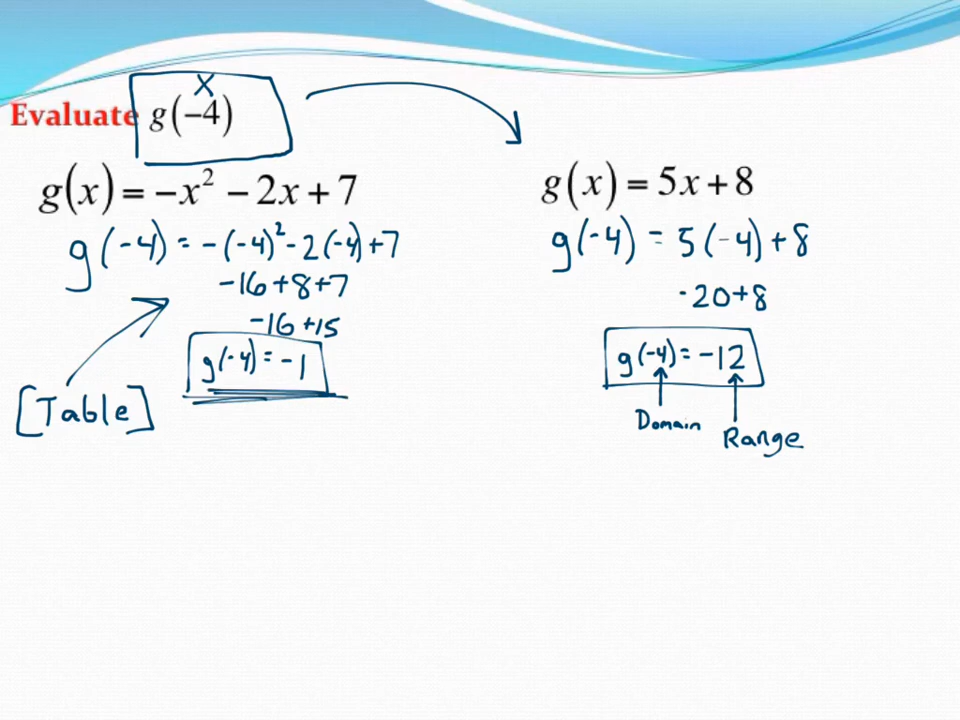 X
Evaluate g(−4)
g(x) = −x² − 2x + 7
g(-4) = -(-4)² - 2(-4) + 7
-16 + 8 + 7
-16 + 15
g(-4) = -1
[Table]
g(x) = 5x + 8
g(-4) = 5(-4) + 8
-20 + 8
g(-4) = -12
Domain
Range